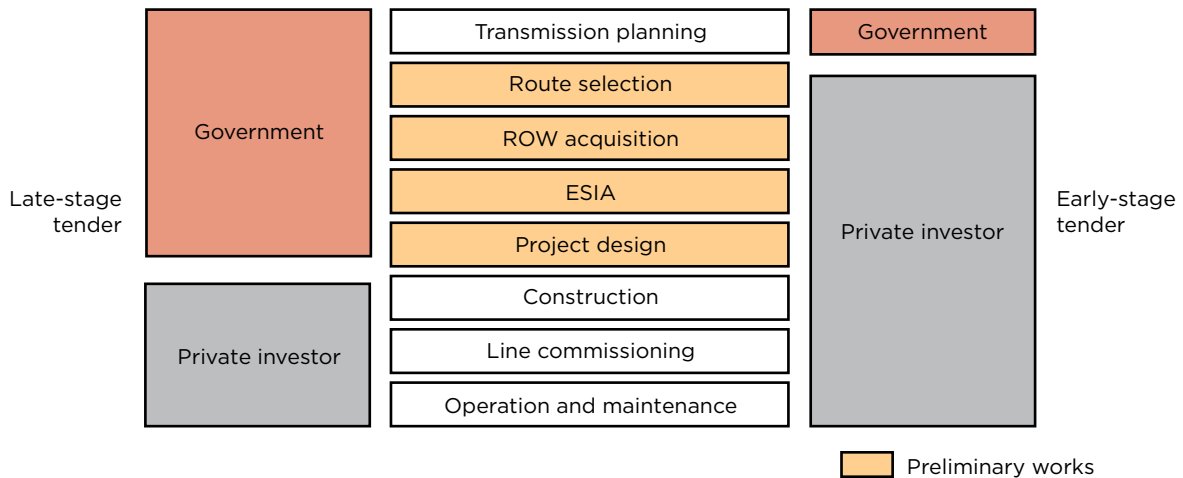 Late-stage
tender
Government
Private investor
Transmission planning
Route selection
ROW acquisition
ESIA
Project design
Construction
Line commissioning
Operation and maintenance
Government
Private investor
Early-stage
tender
Preliminary works